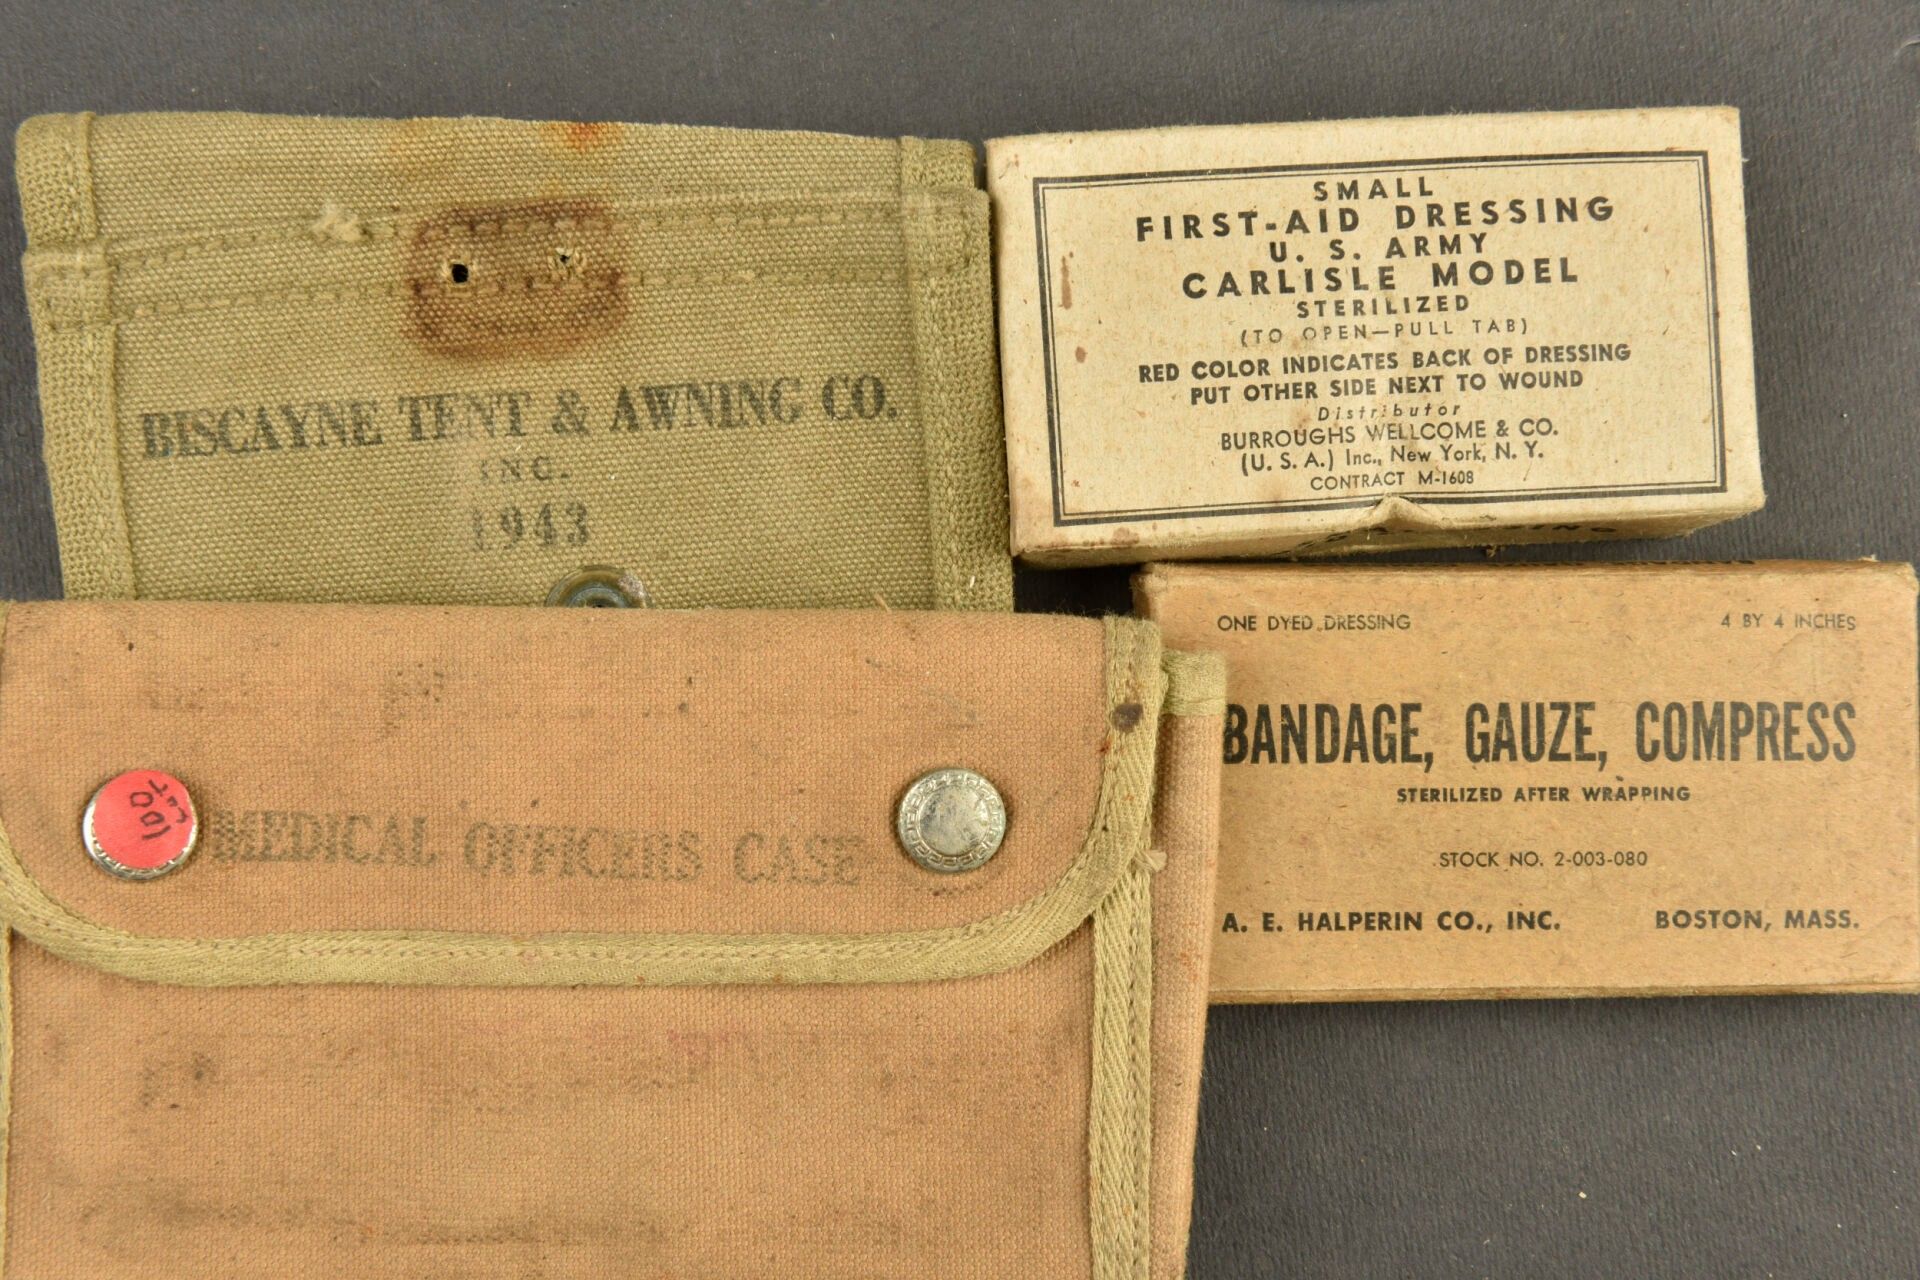 BISCAYNE TENT & AWNING CO.
INC.
1943
SMALL
FIRST-AID DRESSING
U. S. ARMY
CARLISLE MODEL
STERILIZED
(TO OPEN—PULL TAB)
RED COLOR INDICATES BACK OF DRESSING
PUT OTHER SIDE NEXT TO WOUND
Distributor
BURROUGHS WELLCOME & CO.
(U. S. A.) Inc., New York, N. Y.
CONTRACT M-1608
ONE DYED DRESSING 4 BY 4 INCHES
BANDAGE, GAUZE, COMPRESS
STERILIZED AFTER WRAPPING
STOCK NO. 2-003-080
A. E. HALPERIN CO., INC. BOSTON, MASS.
100
MEDICAL OFFICERS CASE